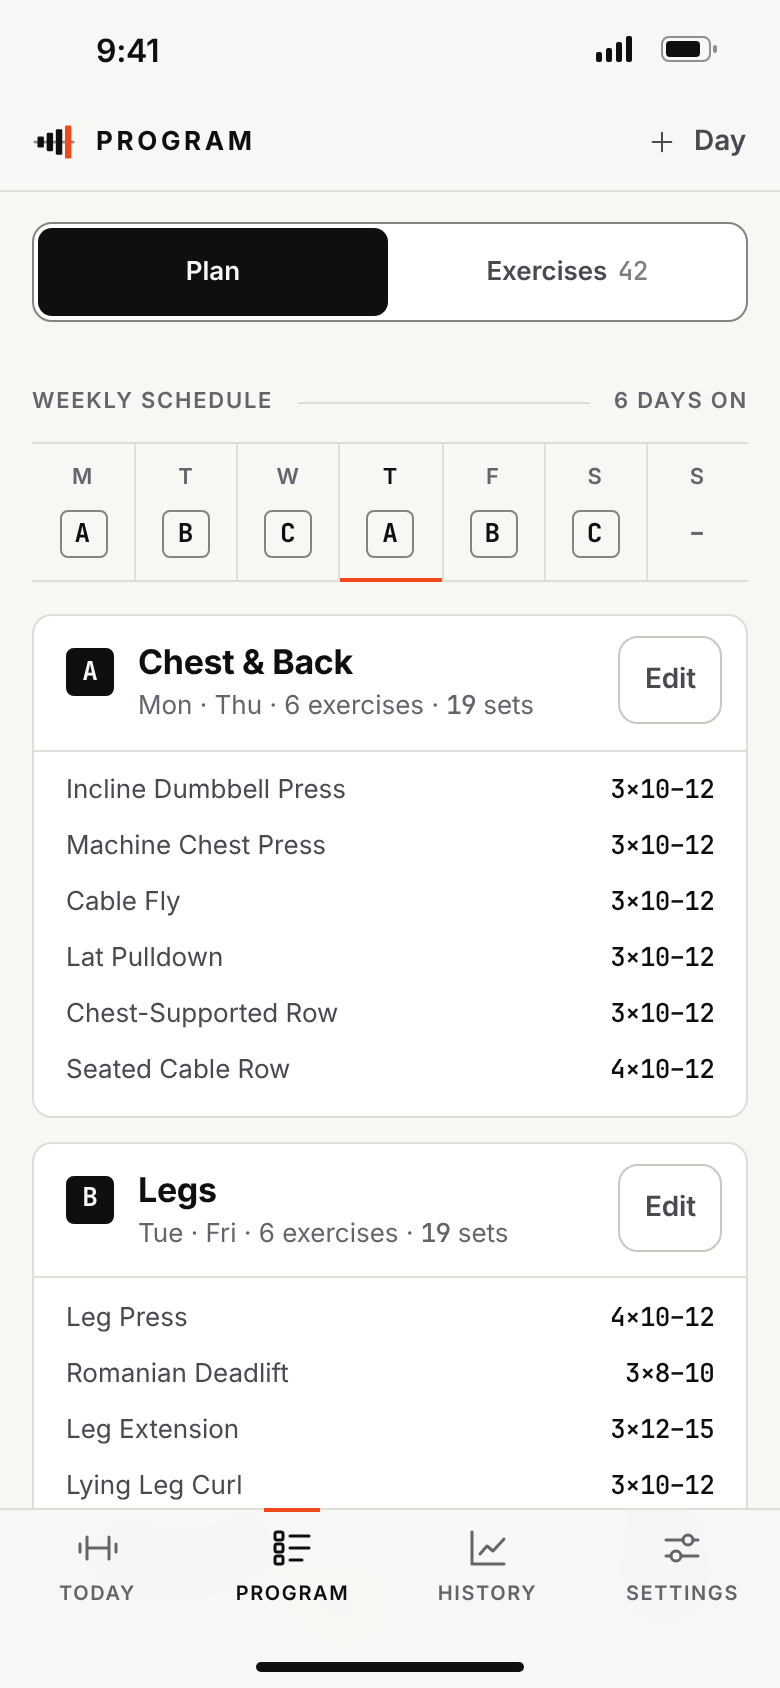 9:41
PROGRAM
+ Day
Plan
Exercises 42
WEEKLY SCHEDULE
6 DAYS ON
M T W T F S S
A B C A B C –
A
Chest & Back
Mon · Thu · 6 exercises · 19 sets
Edit
Incline Dumbbell Press 3×10–12
Machine Chest Press 3×10–12
Cable Fly 3×10–12
Lat Pulldown 3×10–12
Chest-Supported Row 3×10–12
Seated Cable Row 4×10–12
B
Legs
Tue · Fri · 6 exercises · 19 sets
Edit
Leg Press 4×10–12
Romanian Deadlift 3×8–10
Leg Extension 3×12–15
Lying Leg Curl 3×10–12
TODAY PROGRAM HISTORY SETTINGS